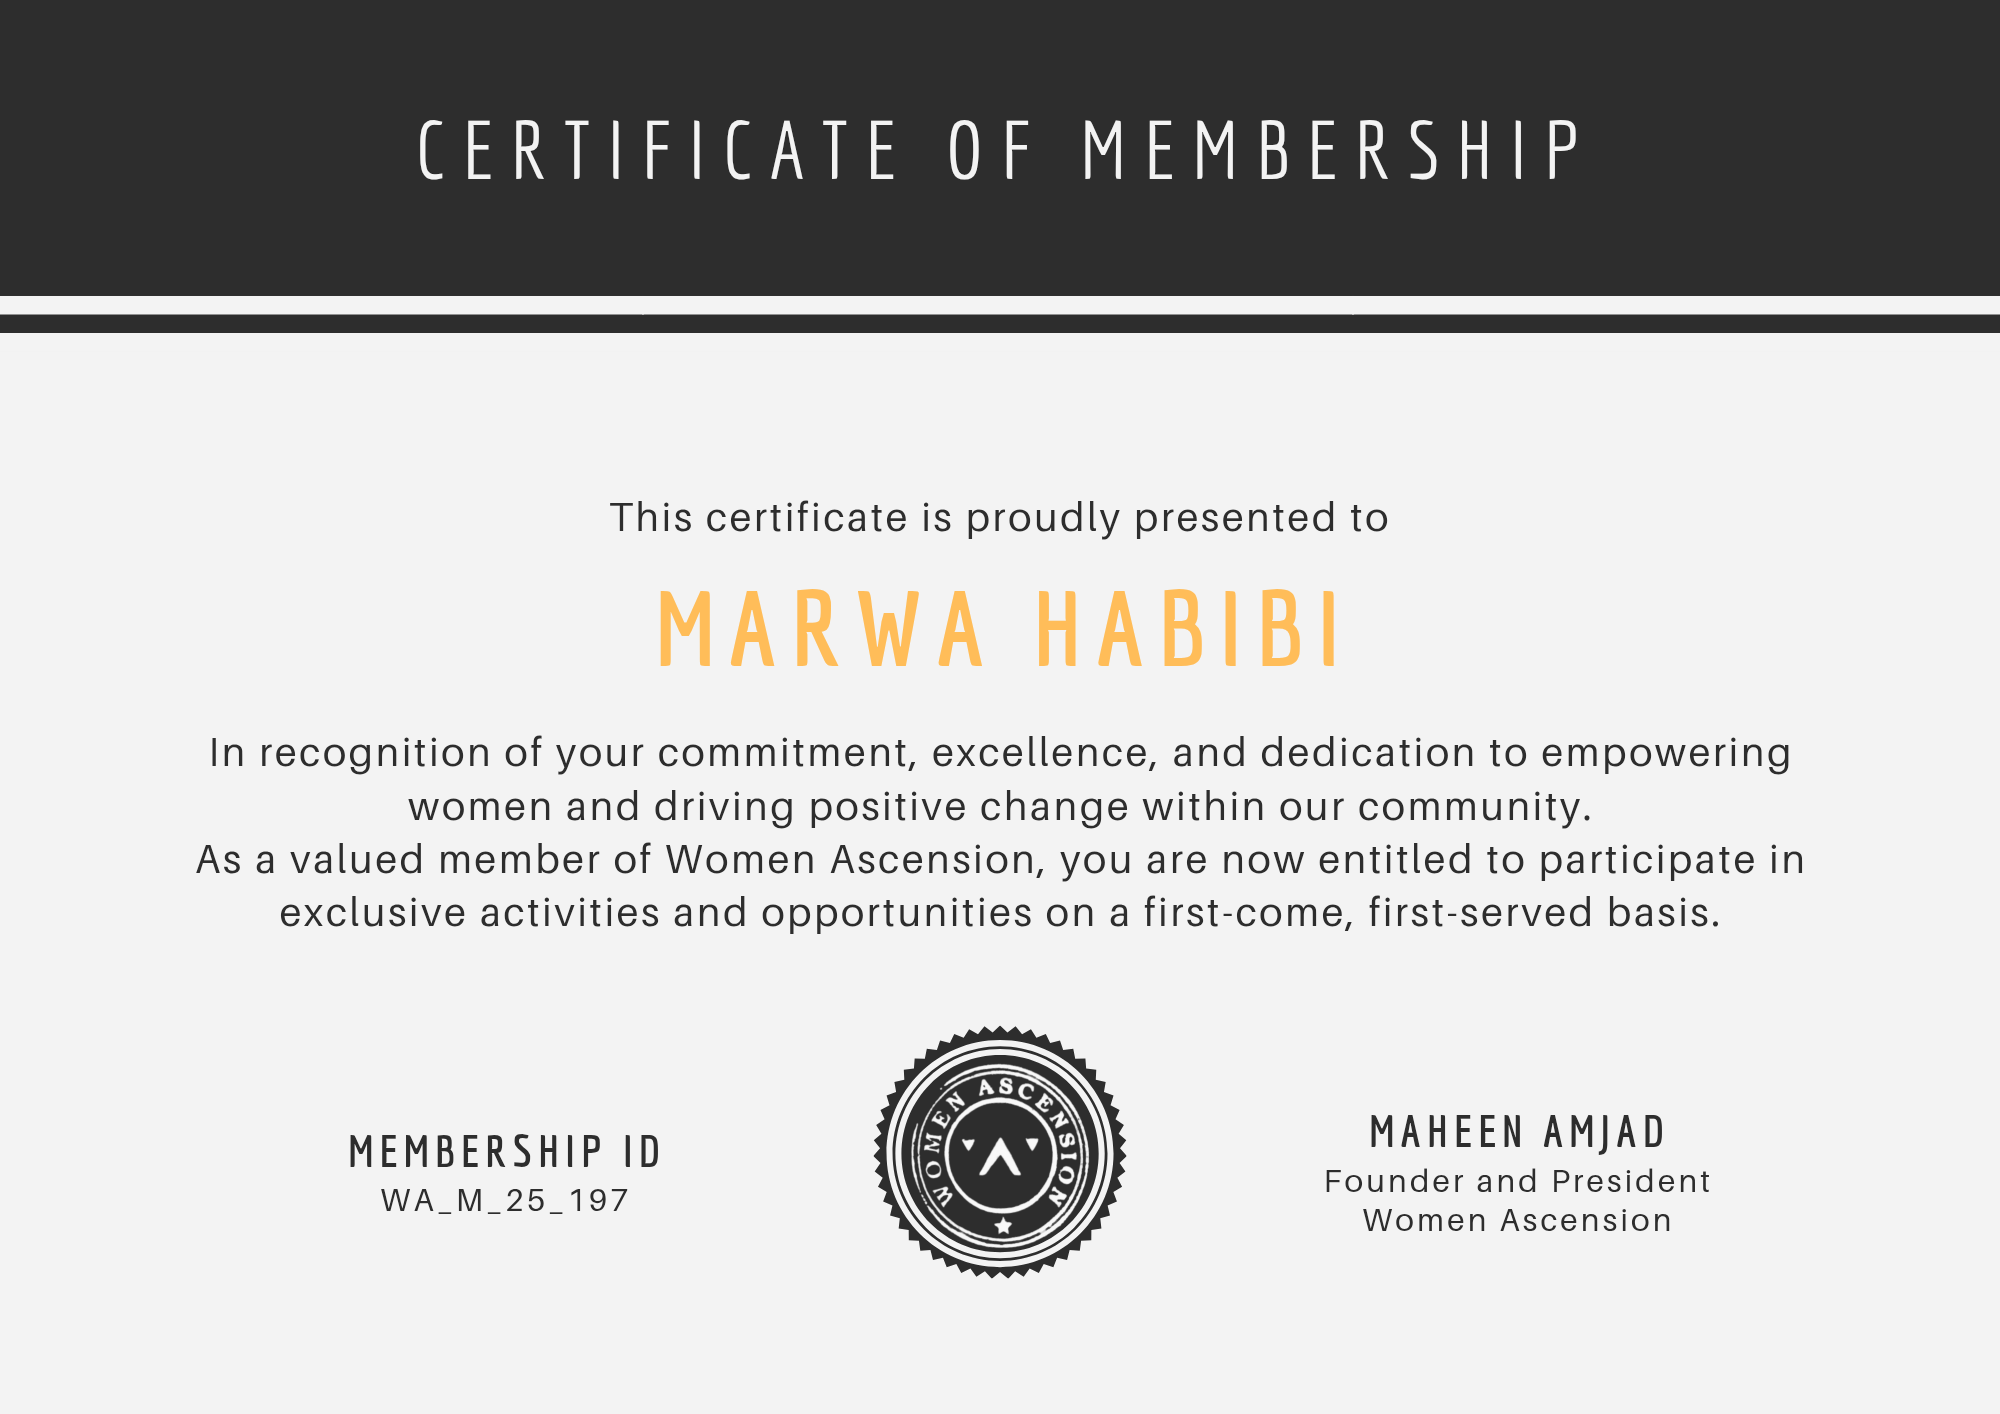 CERTIFICATE OF MEMBERSHIP
This certificate is proudly presented to
MARWA HABIBI
In recognition of your commitment, excellence, and dedication to empowering
women and driving positive change within our community.
As a valued member of Women Ascension, you are now entitled to participate in
exclusive activities and opportunities on a first-come, first-served basis.
MEMBERSHIP ID
WA_M_25_197
WOMEN ASCENSION
MAHEEN AMJAD
Founder and President
Women Ascension